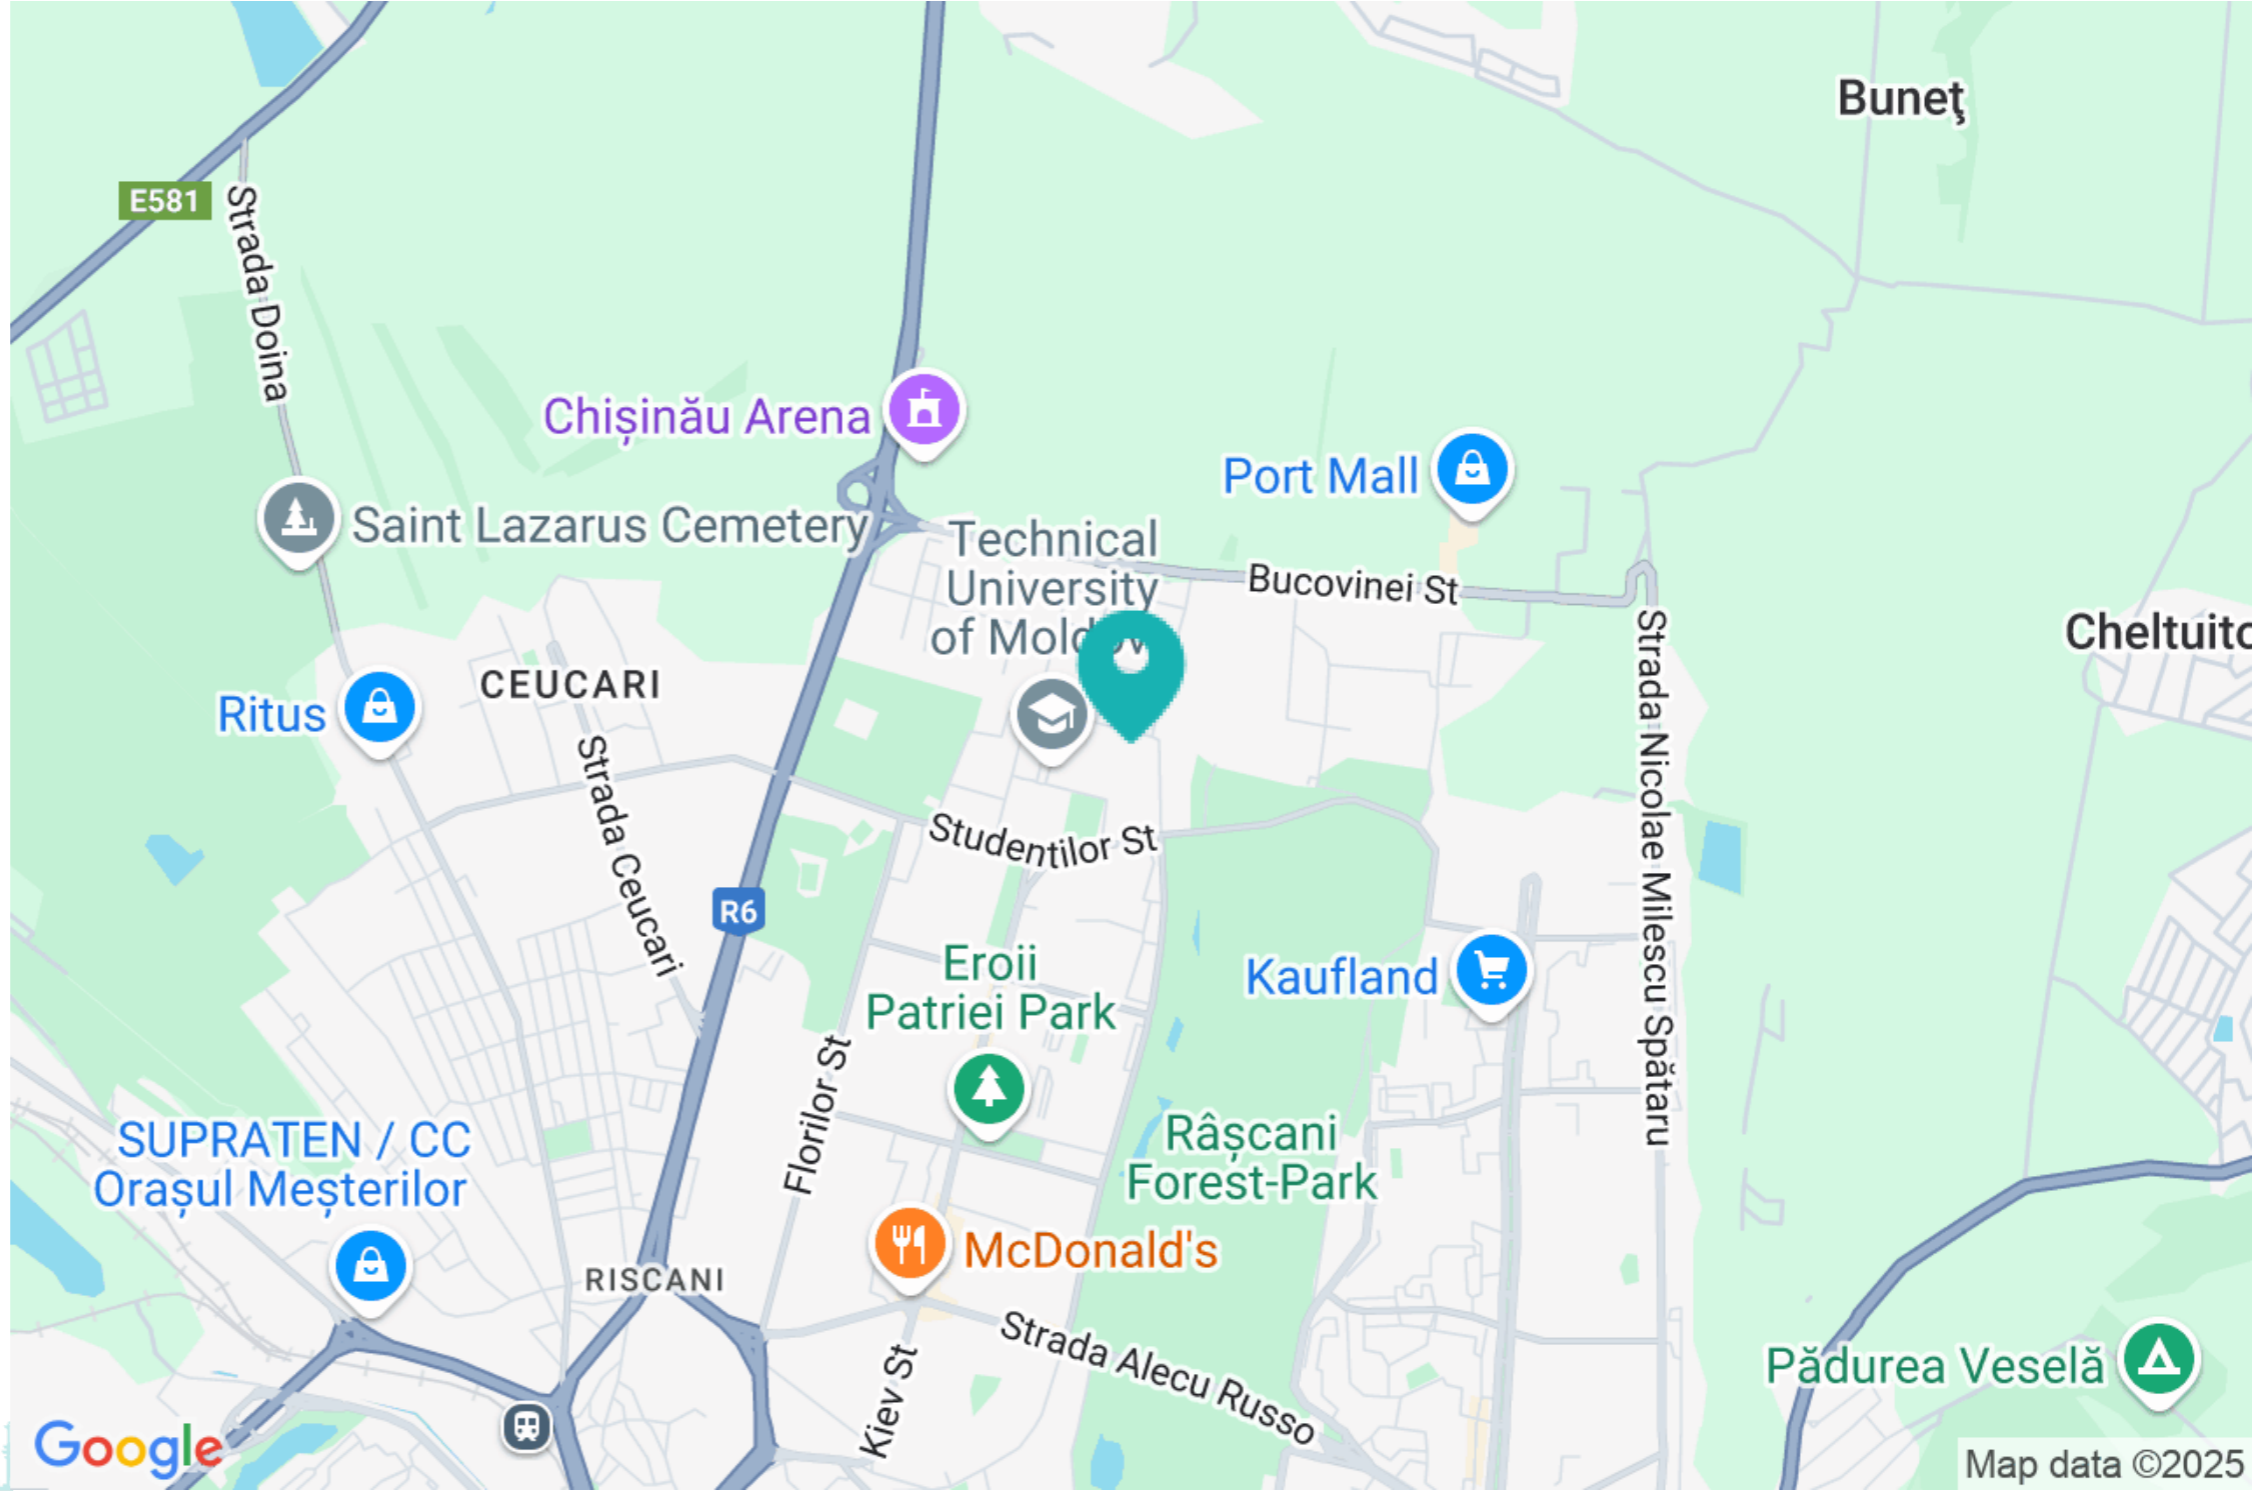 Buneţ
E581
Strada Doina
Chișinău Arena
Port Mall
Saint Lazarus Cemetery
Technical
University
of Moldov
Bucovinei St
Cheltuito
Strada Nicolae Milescu Spătaru
CEUCARI
Ritus
Strada Ceucari
Studentilor St
R6
Eroii
Patriei Park
Kaufland
Florilor St
SUPRATEN / CC
Orașul Meșterilor
Râșcani
Forest-Park
McDonald's
RISCANI
Strada Alecu Russo
Kiev St
Pădurea Veselă
Google
Map data ©2025